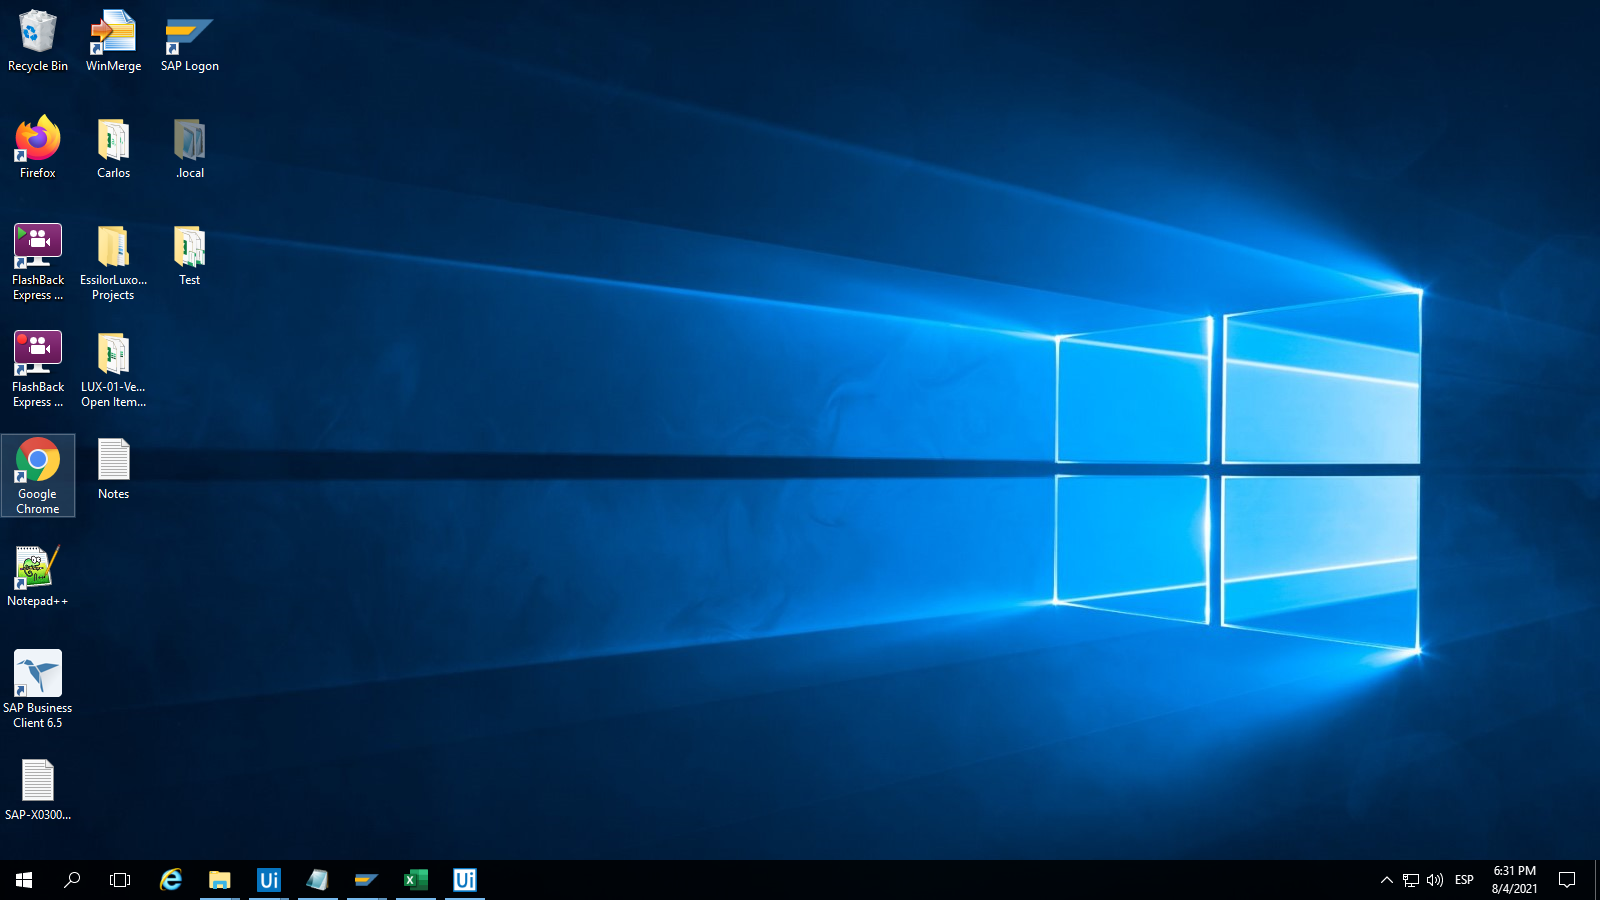 Recycle Bin
WinMerge
SAP Logon
Firefox
Carlos
.local
FlashBack
Express ...
EssilorLuxo...
Projects
Test
FlashBack
Express ...
LUX-01-Ve...
Open Item...
Google
Chrome
Notes
Notepad++
SAP Business
Client 6.5
SAP-X0300...
Ui
Ui
ESP
6:31 PM
8/4/2021